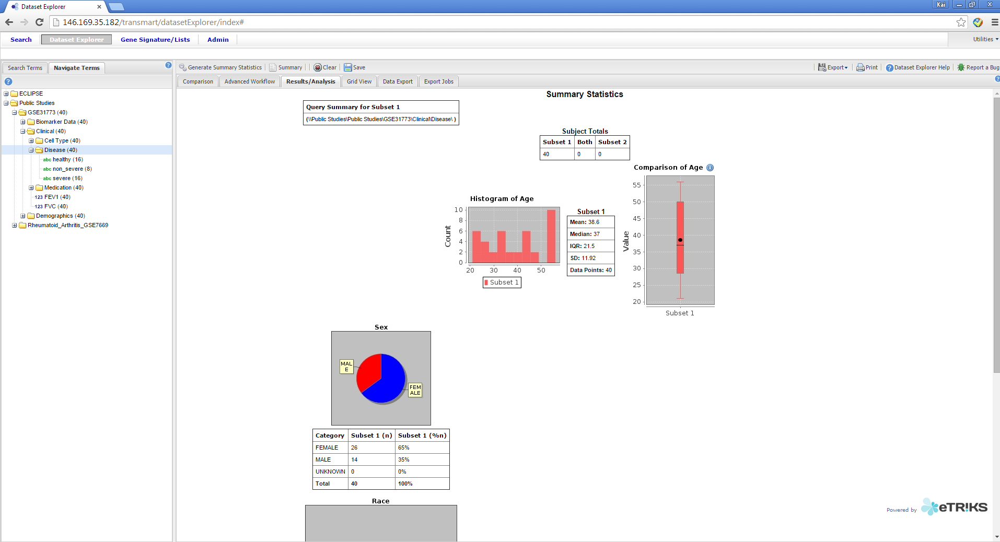 Dataset Explorer
Kai
146.169.35.182/transmart/datasetExplorer/index#
Search
Dataset Explorer
Gene Signature/Lists
Admin
Utilities
Search Terms
Navigate Terms
ECLIPSE
Public Studies
GSE31773 (40)
Biomarker Data (40)
Clinical (40)
Cell Type (40)
Disease (40)
abc healthy (16)
abc non_severe (8)
abc severe (16)
Medication (40)
123 FEV1 (40)
123 FVC (40)
Demographics (40)
Rheumatoid_Arthritis_GSE7669
Generate Summary Statistics
Summary
Clear
Save
Export
Print
Dataset Explorer Help
Report a Bug
Comparison
Advanced Workflow
Results/Analysis
Grid View
Data Export
Export Jobs
Summary Statistics
Query Summary for Subset 1
(\\Public Studies\Public Studies\GSE31773\Clinical\Disease\ )
Subject Totals
Subset 1 Both Subset 2
40 0 0
Histogram of Age
Count
10
8
6
4
2
0
20 30 40 50
Subset 1
Subset 1
Mean: 38.6
Median: 37
IQR: 21.5
SD: 11.92
Data Points: 40
Comparison of Age
Value
55
50
45
40
35
30
25
20
Subset 1
Sex
MAL
E
FEM
ALE
Category Subset 1 (n) Subset 1 (%n)
FEMALE 26 65%
MALE 14 35%
UNKNOWN 0 0%
Total 40 100%
Race
Powered by eTRIKS